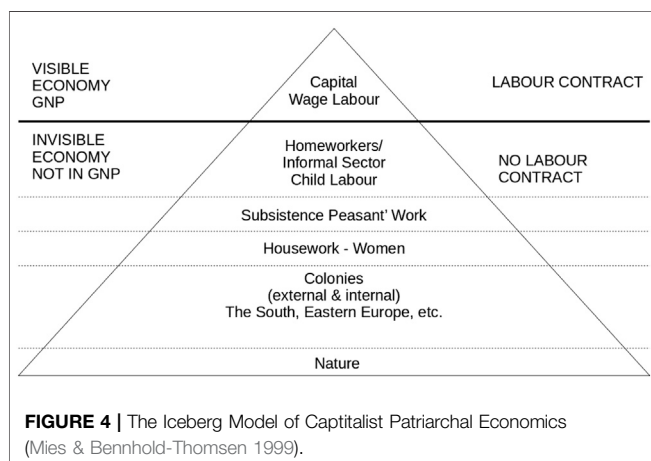 VISIBLE
ECONOMY
GNP
Capital
Wage Labour
LABOUR CONTRACT
INVISIBLE
ECONOMY
NOT IN GNP
Homeworkers/
Informal Sector
Child Labour
NO LABOUR
CONTRACT
Subsistence Peasant' Work
Housework - Women
Colonies
(external & internal)
The South, Eastern Europe, etc.
Nature
FIGURE 4 | The Iceberg Model of Captitalist Patriarchal Economics
(Mies & Bennhold-Thomsen 1999).